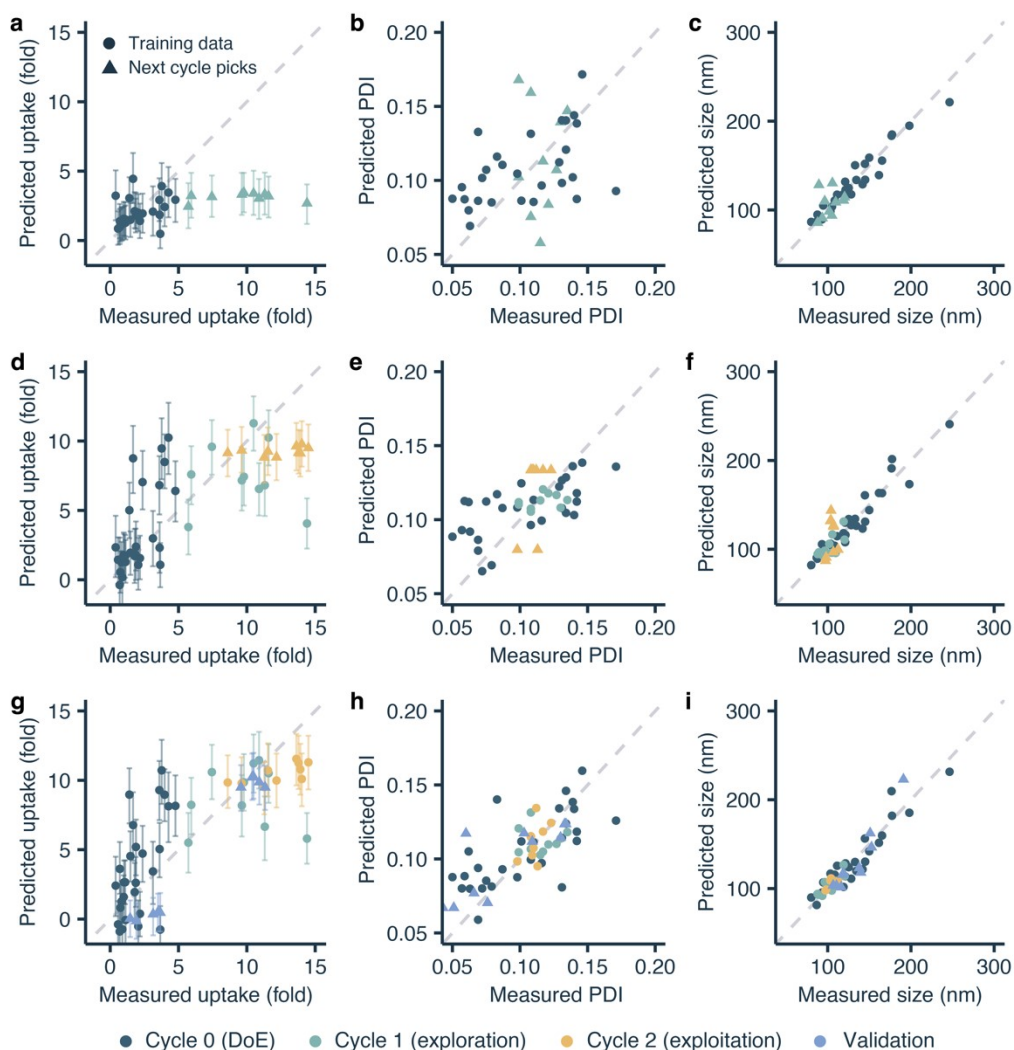 a
Predicted uptake (fold)
15
10
5
0
Training data
Next cycle picks
0 5 10 15
Measured uptake (fold)
b
Predicted PDI
0.20
0.15
0.10
0.05
0.05 0.10 0.15 0.20
Measured PDI
c
Predicted size (nm)
300
200
100
100 200 300
Measured size (nm)
d
Predicted uptake (fold)
15
10
5
0
0 5 10 15
Measured uptake (fold)
e
Predicted PDI
0.20
0.15
0.10
0.05
0.05 0.10 0.15 0.20
Measured PDI
f
Predicted size (nm)
300
200
100
100 200 300
Measured size (nm)
g
Predicted uptake (fold)
15
10
5
0
0 5 10 15
Measured uptake (fold)
h
Predicted PDI
0.20
0.15
0.10
0.05
0.05 0.10 0.15 0.20
Measured PDI
i
Predicted size (nm)
300
200
100
100 200 300
Measured size (nm)
Cycle 0 (DoE) Cycle 1 (exploration) Cycle 2 (exploitation) Validation